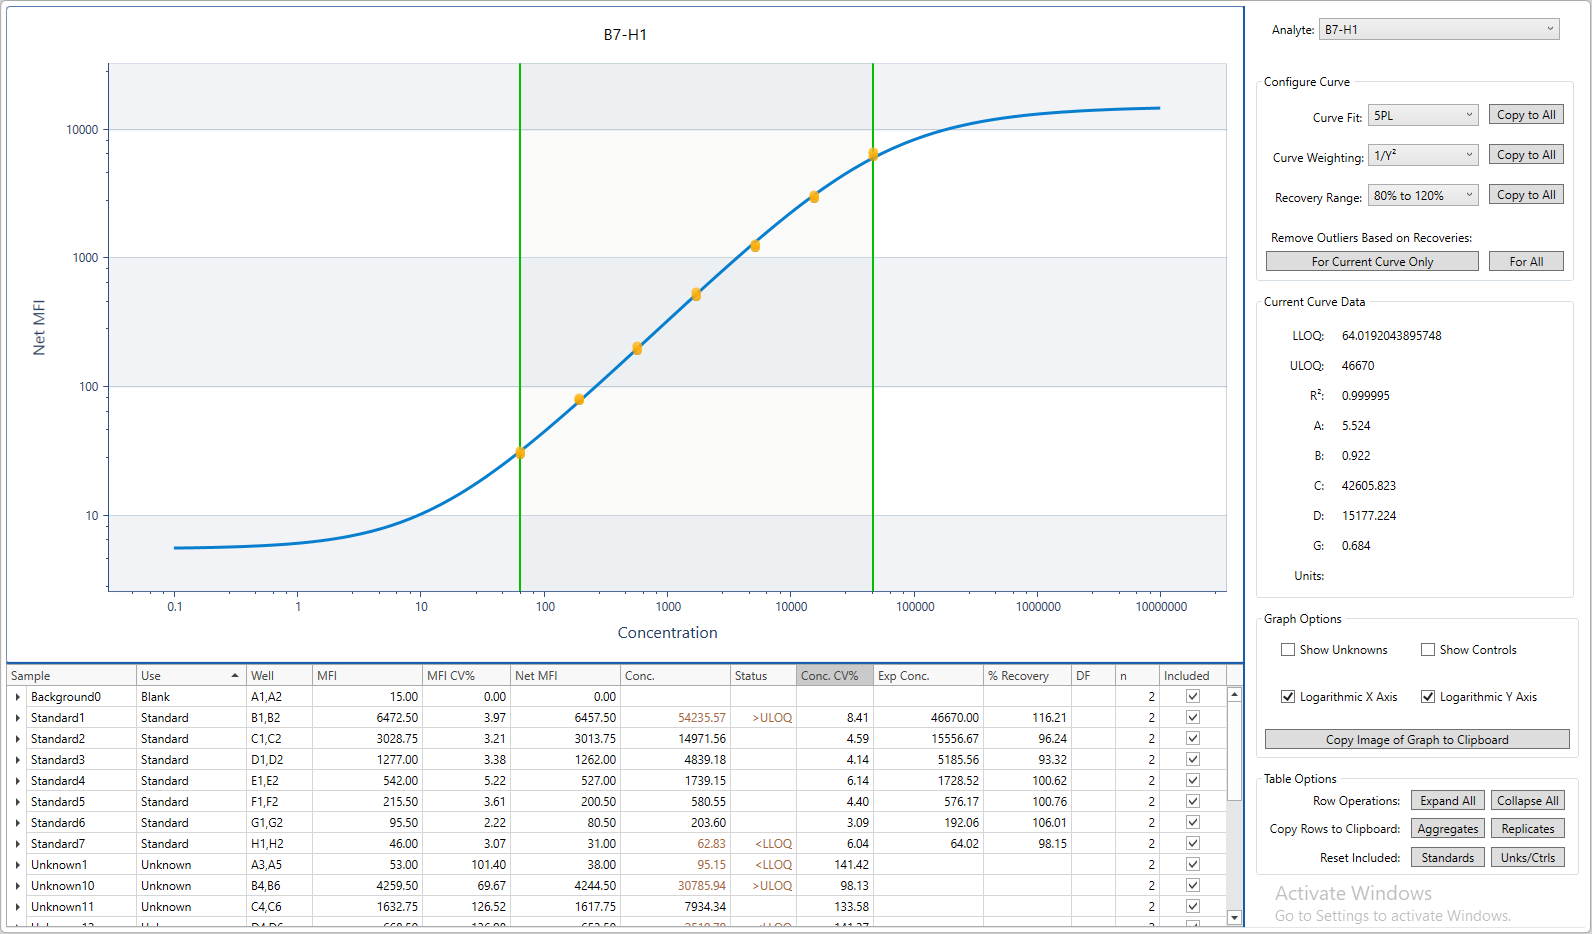 B7-H1
10000
1000
100
10
Net MFI
0.1 1 10 100 1000 10000 100000 1000000 10000000
Concentration
Analyte: B7-H1
Configure Curve
Curve Fit: 5PL Copy to All
Curve Weighting: 1/Y² Copy to All
Recovery Range: 80% to 120% Copy to All
Remove Outliers Based on Recoveries:
For Current Curve Only For All
Current Curve Data
LLOQ: 64.0192043895748
ULOQ: 46670
R²: 0.999995
A: 5.524
B: 0.922
C: 42605.823
D: 15177.224
G: 0.684
Units:
Graph Options
Show Unknowns Show Controls
Logarithmic X Axis Logarithmic Y Axis
Copy Image of Graph to Clipboard
Table Options
Row Operations: Expand All Collapse All
Copy Rows to Clipboard: Aggregates Replicates
Reset Included: Standards Unks/Ctrls
Activate Windows
Go to Settings to activate Windows.
Sample Use Well MFI MFI CV% Net MFI Conc. Status Conc. CV% Exp Conc. % Recovery DF n Included
Background0 Blank A1,A2 15.00 0.00 0.00 2
Standard1 Standard B1,B2 6472.50 3.97 6457.50 54235.57 >ULOQ 8.41 46670.00 116.21 2
Standard2 Standard C1,C2 3028.75 3.21 3013.75 14971.56 4.59 15556.67 96.24 2
Standard3 Standard D1,D2 1277.00 3.38 1262.00 4839.18 4.14 5185.56 93.32 2
Standard4 Standard E1,E2 542.00 5.22 527.00 1739.15 6.14 1728.52 100.62 2
Standard5 Standard F1,F2 215.50 3.61 200.50 580.55 4.40 576.17 100.76 2
Standard6 Standard G1,G2 95.50 2.22 80.50 203.60 3.09 192.06 106.01 2
Standard7 Standard H1,H2 46.00 3.07 31.00 62.83 <LLOQ 6.04 64.02 98.15 2
Unknown1 Unknown A3,A5 53.00 101.40 38.00 95.15 <LLOQ 141.42 2
Unknown10 Unknown B4,B6 4259.50 69.67 4244.50 30785.94 >ULOQ 98.13 2
Unknown11 Unknown C4,C6 1632.75 126.52 1617.75 7934.34 133.58 2